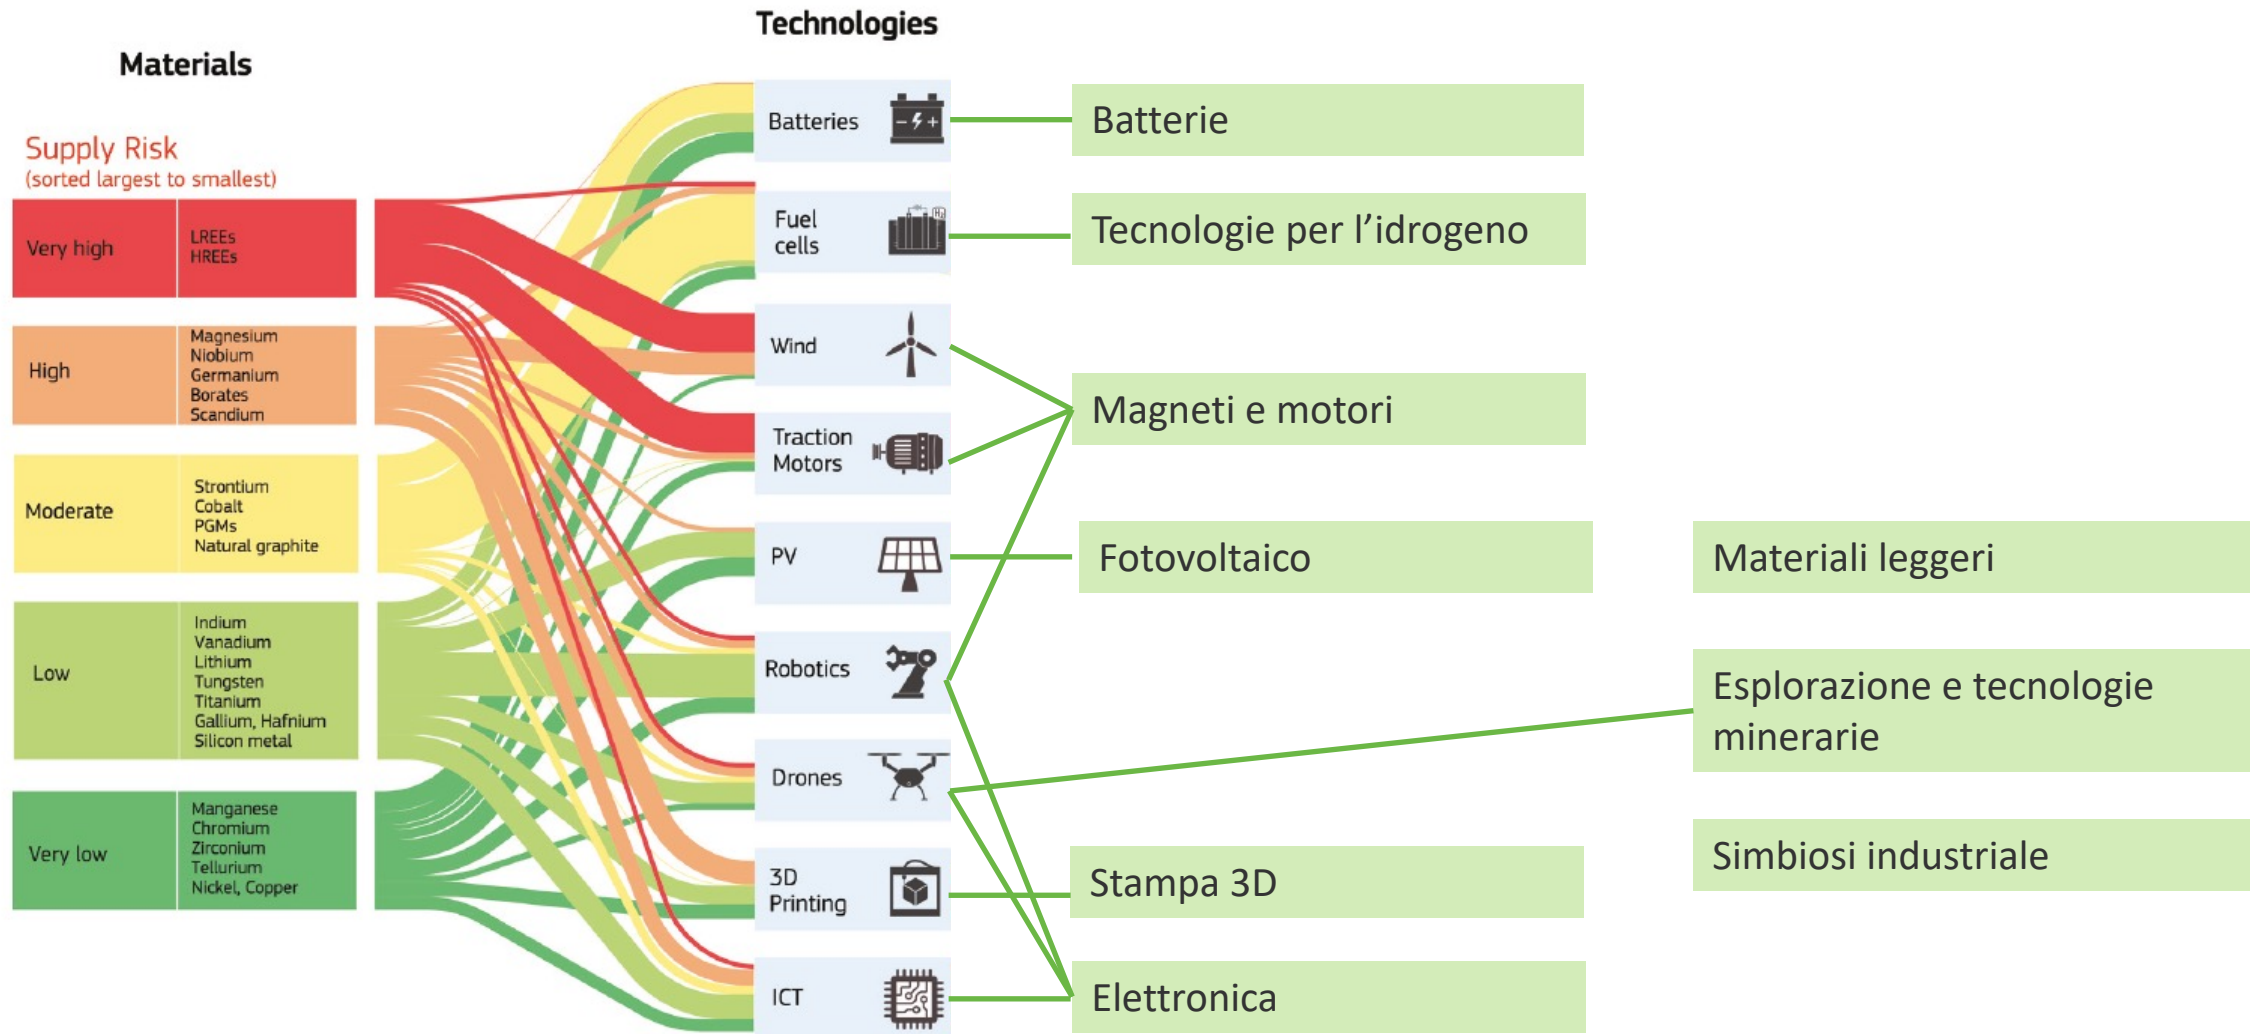 Technologies
Materials
Supply Risk
(sorted largest to smallest)
Very high
LREEs
HREEs
High
Magnesium
Niobium
Germanium
Borates
Scandium
Moderate
Strontium
Cobalt
PGMs
Natural graphite
Low
Indium
Vanadium
Lithium
Tungsten
Titanium
Gallium, Hafnium
Silicon metal
Very low
Manganese
Chromium
Zirconium
Tellurium
Nickel, Copper
Batteries
Fuel
cells
H₂
Wind
Traction
Motors
PV
Robotics
Drones
3D
Printing
ICT
Batterie
Tecnologie per l’idrogeno
Magneti e motori
Fotovoltaico
Stampa 3D
Elettronica
Materiali leggeri
Esplorazione e tecnologie
minerarie
Simbiosi industriale